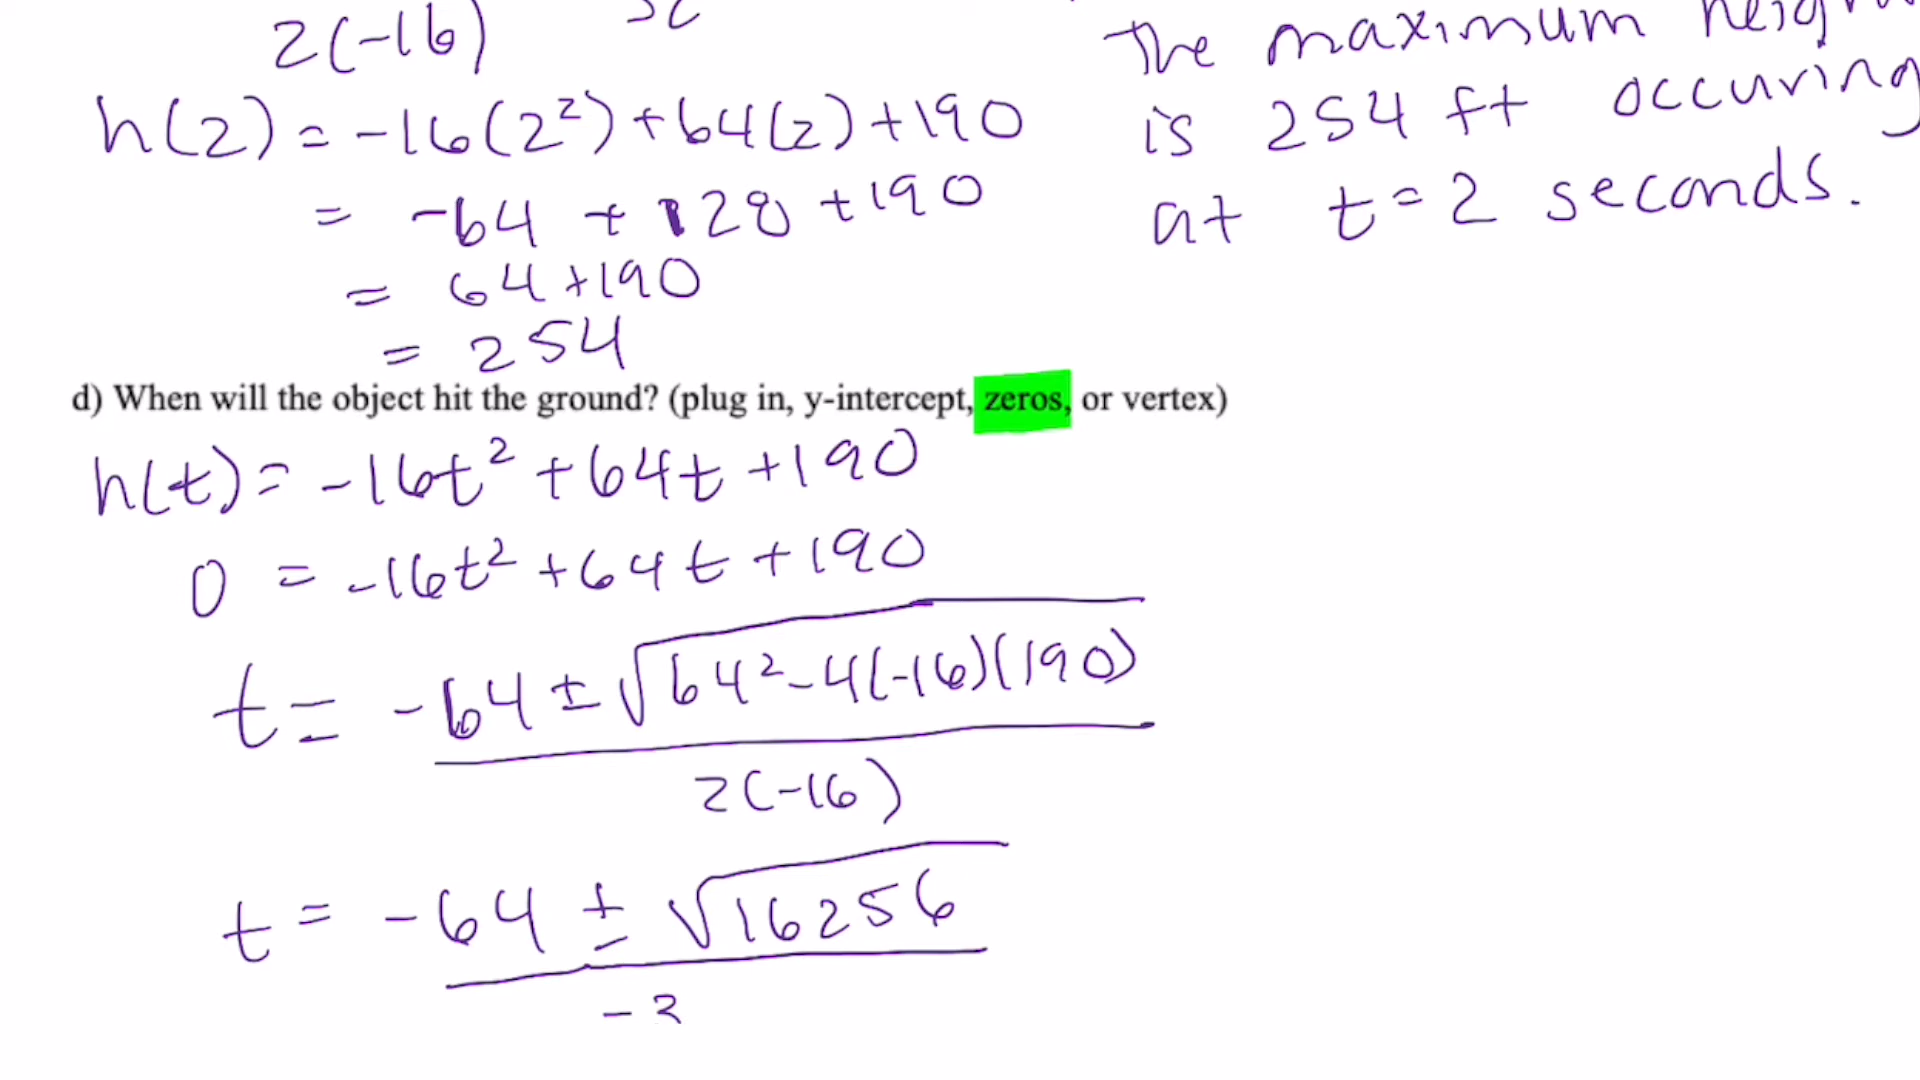 2(-16)
The maximum
h(2) = -16(2²) + 64(2) + 190
is 254 ft occuring
= -64 + 128 + 190
at t = 2 seconds.
= 64 + 190
= 254
d) When will the object hit the ground? (plug in, y-intercept, zeros, or vertex)
h(t) = -16t² + 64t + 190
0 = -16t² + 64t + 190
t = -64 ± √64² - 4(-16)(190)
2(-16)
t = -64 ± √16256
-3